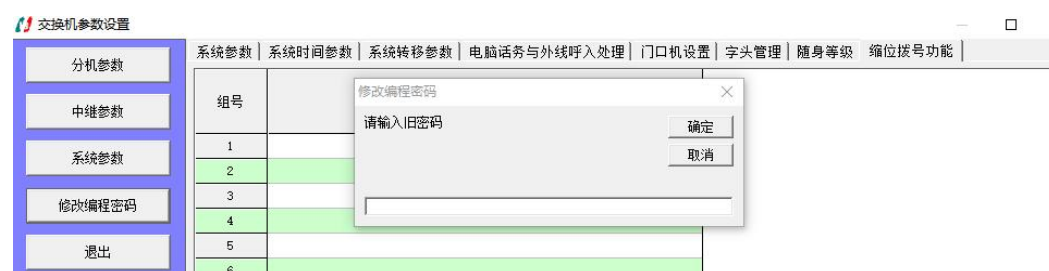 交换机参数设置
分机参数
中继参数
系统参数
修改编程密码
退出
系统参数 系统时间参数 系统转移参数 电脑话务与外线呼入处理 门口机设置 字头管理 随身等级 缩位拨号功能
组号
1
2
3
4
5
6
修改编程密码
请输入旧密码
确定
取消